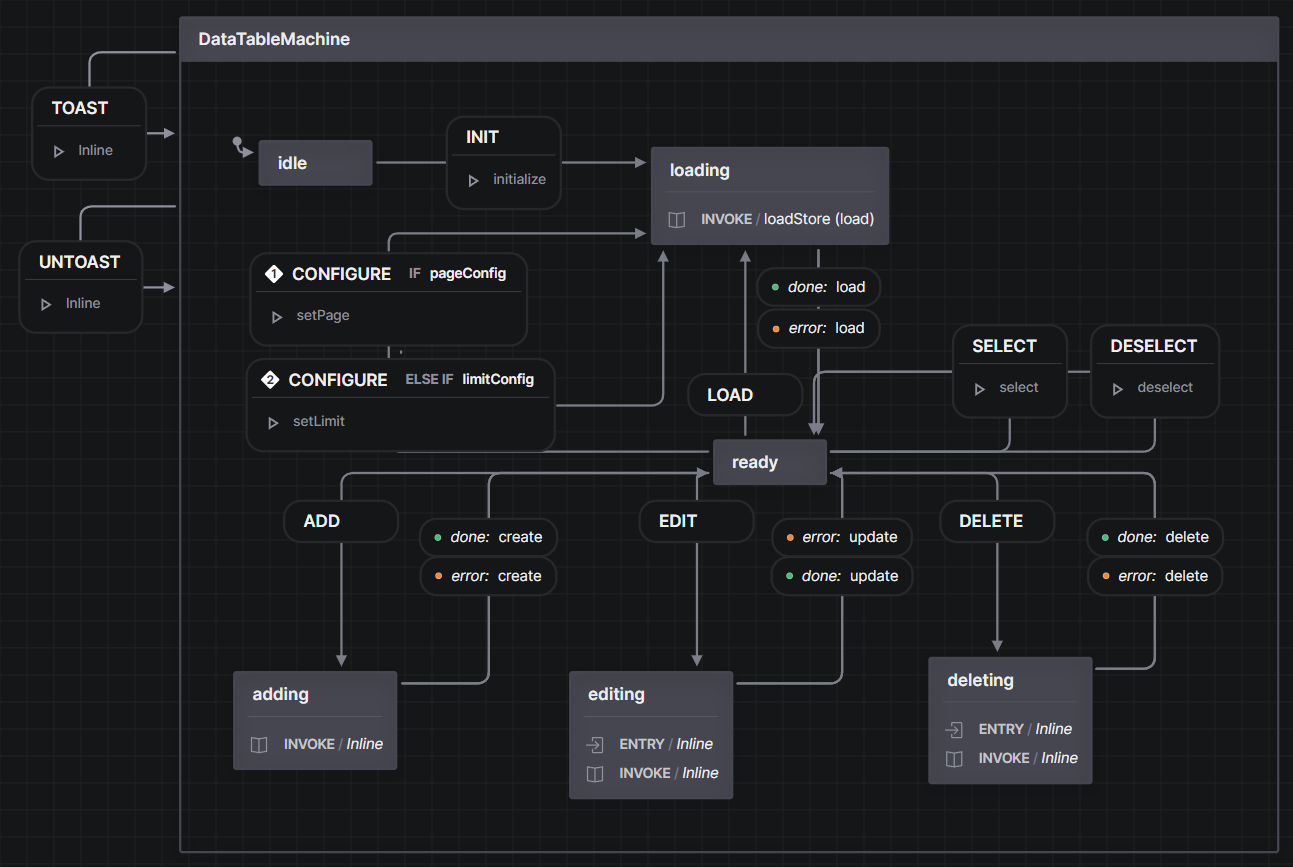 DataTableMachine
TOAST
Inline
UNTOAST
Inline
idle
INIT
initialize
loading
INVOKE / loadStore (load)
1 CONFIGURE IF pageConfig
setPage
2 CONFIGURE ELSE IF limitConfig
setLimit
done: load
error: load
LOAD
SELECT
select
DESELECT
deselect
ready
ADD
done: create
error: create
EDIT
error: update
done: update
DELETE
done: delete
error: delete
adding
INVOKE / Inline
editing
ENTRY / Inline
INVOKE / Inline
deleting
ENTRY / Inline
INVOKE / Inline